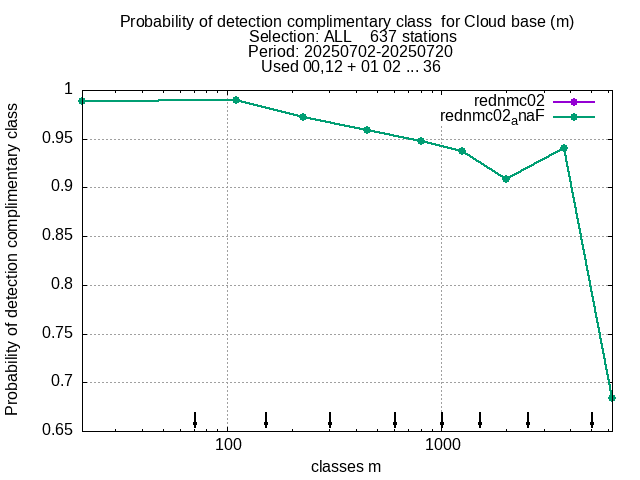 Probability of detection complimentary class  for Cloud base (m)
Selection: ALL    637 stations
Period: 20250702-20250720
Used 00,12 + 01 02 ... 36
rednmc02
rednmc02anaF
1
0.95
0.9
0.85
0.8
0.75
0.7
0.65
100
1000
classes m
Probability of detection complimentary class